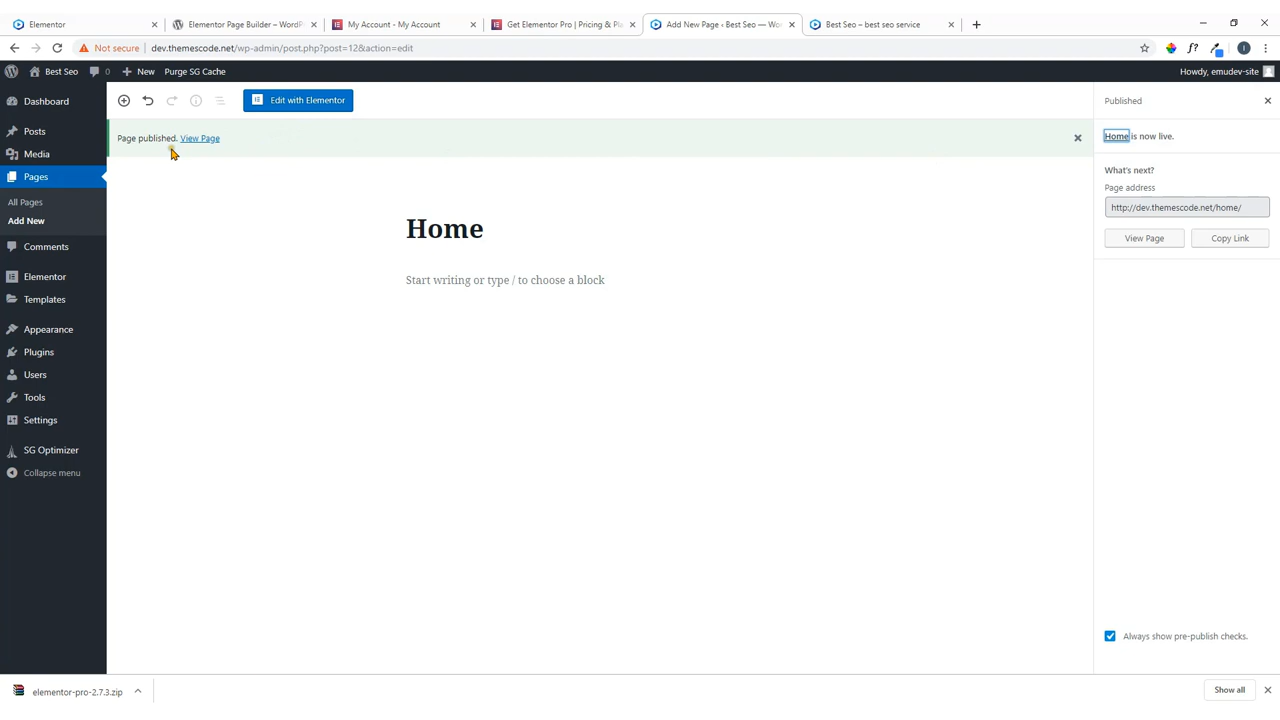 Elementor
Elementor Page Builder – WordP
My Account - My Account
Get Elementor Pro | Pricing & Pl
Add New Page ‹ Best Seo — Wor
Best Seo – best seo service
Not secure
dev.themescode.net/wp-admin/post.php?post=12&action=edit
Best Seo
0
New
Purge SG Cache
Howdy, emudev-site
Dashboard
Posts
Media
Pages
All Pages
Add New
Comments
Elementor
Templates
Appearance
Plugins
Users
Tools
Settings
SG Optimizer
Collapse menu
Edit with Elementor
Page published. View Page
Home
Start writing or type / to choose a block
Published
Home is now live.
What's next?
Page address
http://dev.themescode.net/home/
View Page
Copy Link
Always show pre-publish checks.
elementor-pro-2.7.3.zip
Show all